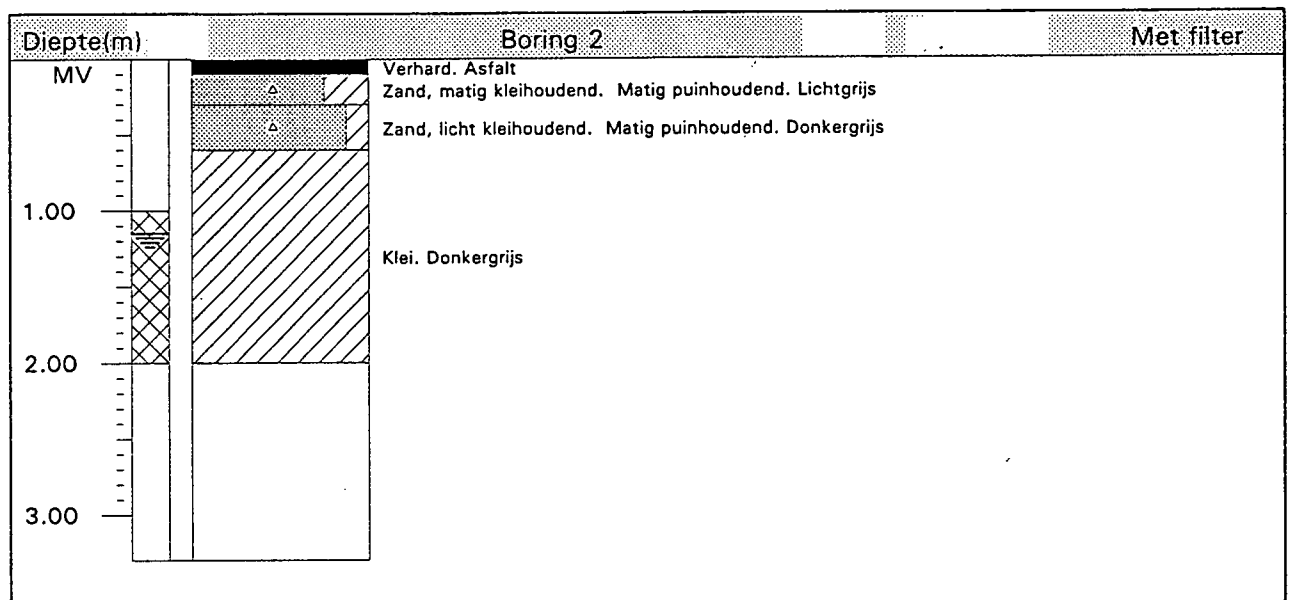 Diepte(m) Boring 2 Met filter
MV
Verhard. Asfalt
Zand, matig kleihoudend. Matig puinhoudend. Lichtgrijs
Zand, licht kleihoudend. Matig puinhoudend. Donkergrijs
1.00
Klei. Donkergrijs
2.00
3.00